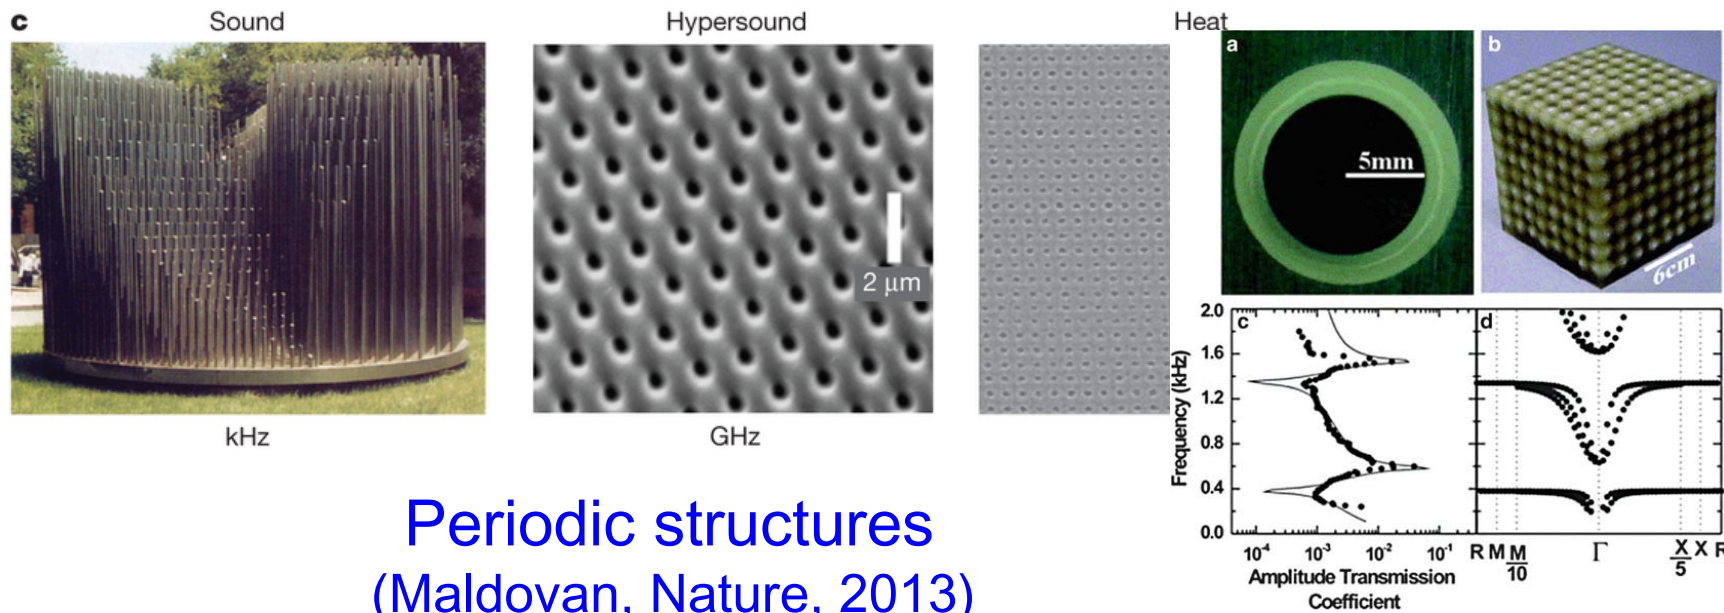 c Sound Hypersound Heat
2 μm
kHz GHz
a b
5mm
6cm
c d
2.0
1.6
1.2
0.8
0.4
0.0
Frequency (kHz)
10-4 10-3 10-2 10-1
Amplitude Transmission
Coefficient
R M M/10 Γ X/5 X R
Periodic structures
(Maldovan, Nature, 2013)